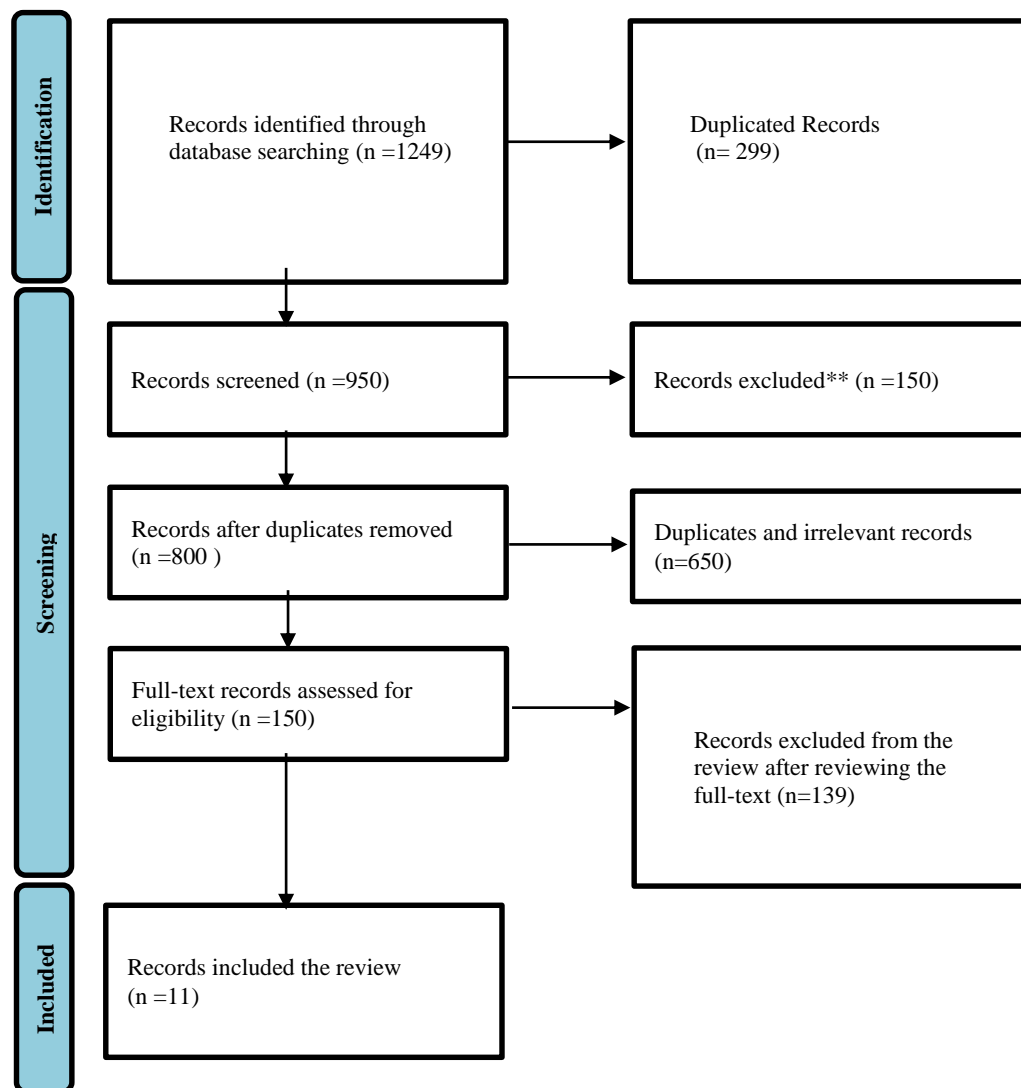 Identification
Records identified through
database searching (n =1249)
Duplicated Records
(n= 299)
Screening
Records screened (n =950)
Records excluded** (n =150)
Records after duplicates removed
(n =800 )
Duplicates and irrelevant records
(n=650)
Full-text records assessed for
eligibility (n =150)
Records excluded from the
review after reviewing the
full-text (n=139)
Included
Records included the review
(n =11)